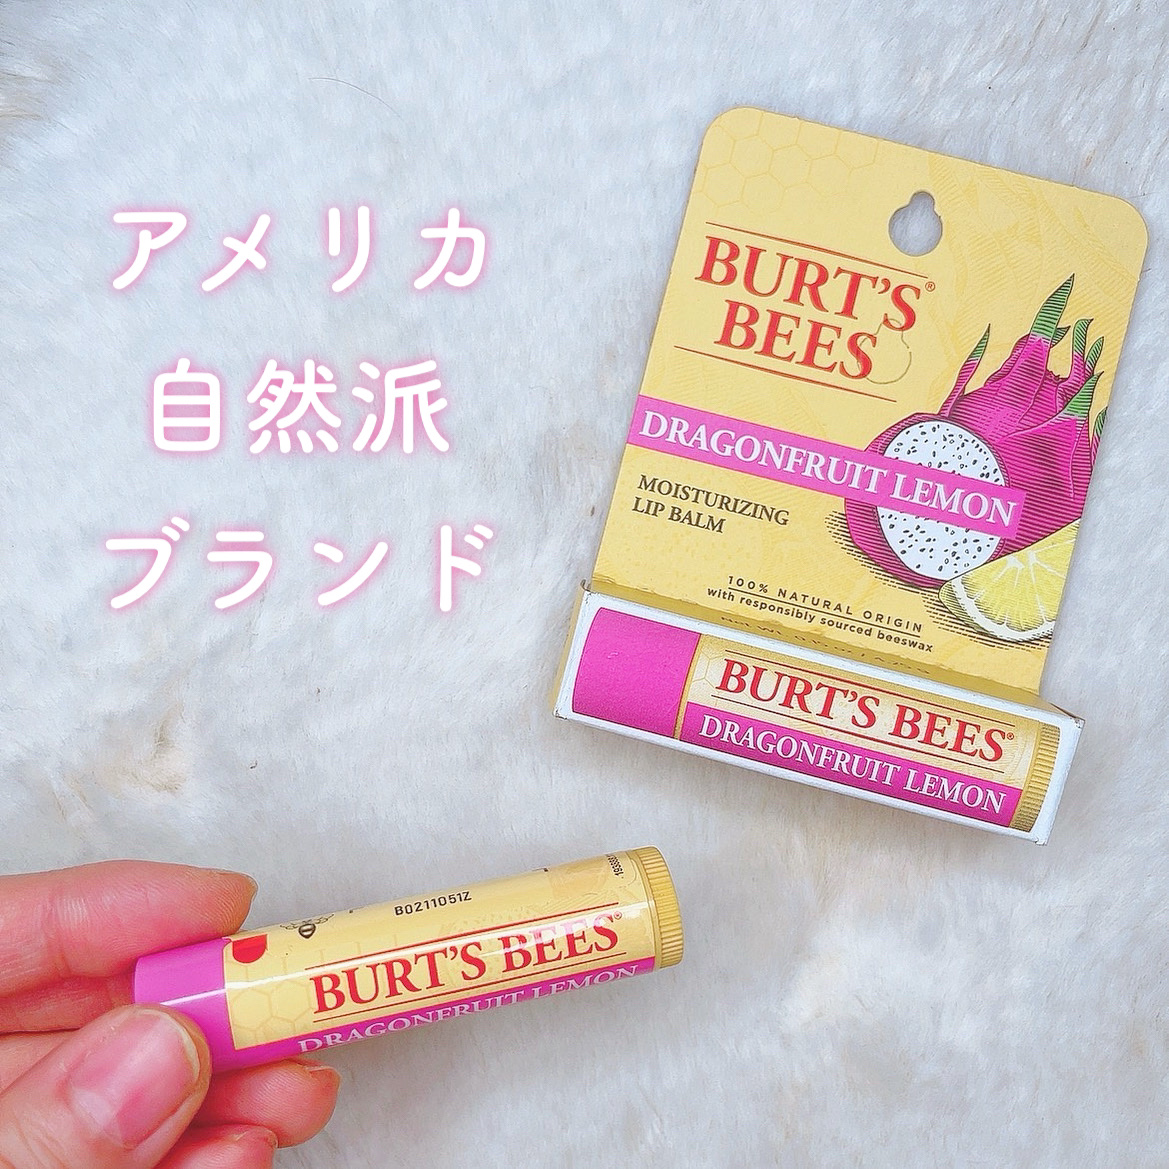 アメリカ
自然派
ブランド
BURT'S
BEES®
DRAGONFRUIT LEMON
MOISTURIZING
LIP BALM
100% NATURAL ORIGIN
with responsibly sourced beeswax
BURT'S BEES®
DRAGONFRUIT LEMON
B0211051Z
BURT'S BEES®
DRAGONFRUIT LEMON